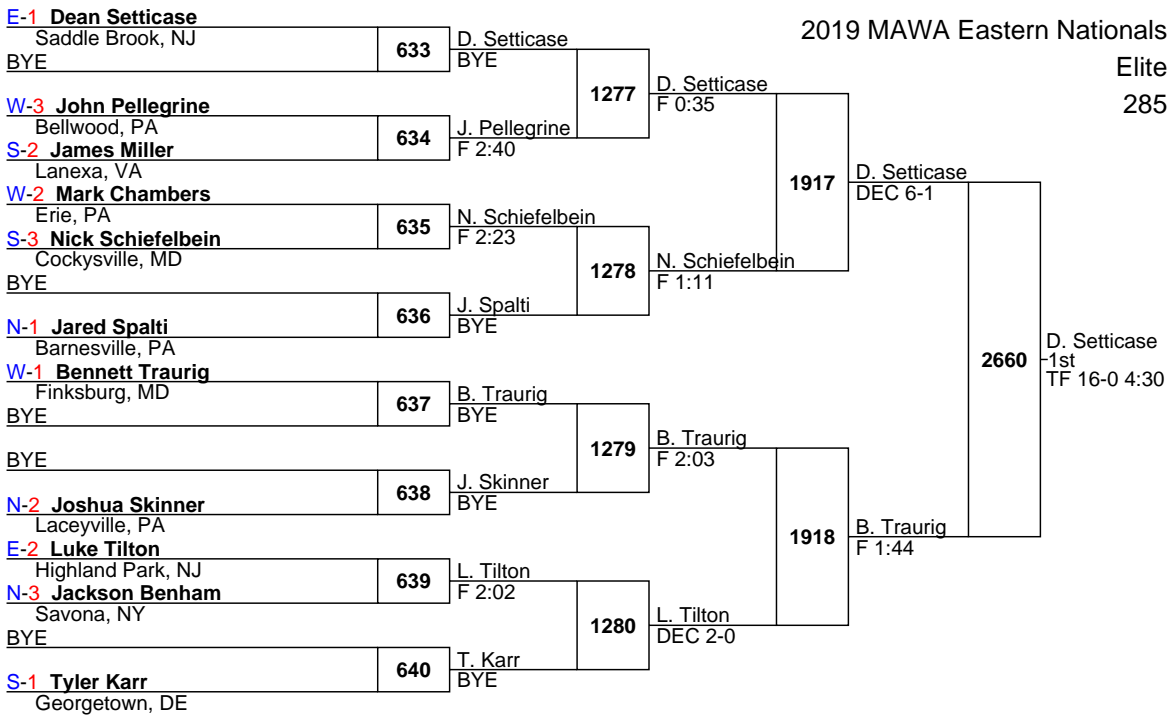 2019 MAWA Eastern Nationals
Elite
285
E-1 Dean Setticase
Saddle Brook, NJ
BYE
W-3 John Pellegrine
Bellwood, PA
S-2 James Miller
Lanexa, VA
W-2 Mark Chambers
Erie, PA
S-3 Nick Schiefelbein
Cockysville, MD
BYE
N-1 Jared Spalti
Barnesville, PA
W-1 Bennett Traurig
Finksburg, MD
BYE
BYE
N-2 Joshua Skinner
Laceyville, PA
E-2 Luke Tilton
Highland Park, NJ
N-3 Jackson Benham
Savona, NY
BYE
S-1 Tyler Karr
Georgetown, DE
633
634
635
636
637
638
639
640
D. Setticase
BYE
J. Pellegrine
F 2:40
N. Schiefelbein
F 2:23
J. Spalti
BYE
B. Traurig
BYE
J. Skinner
BYE
L. Tilton
F 2:02
T. Karr
BYE
1277
1278
1279
1280
D. Setticase
F 0:35
N. Schiefelbein
F 1:11
B. Traurig
F 2:03
L. Tilton
DEC 2-0
1917
1918
D. Setticase
DEC 6-1
B. Traurig
F 1:44
2660
D. Setticase
1st
TF 16-0 4:30